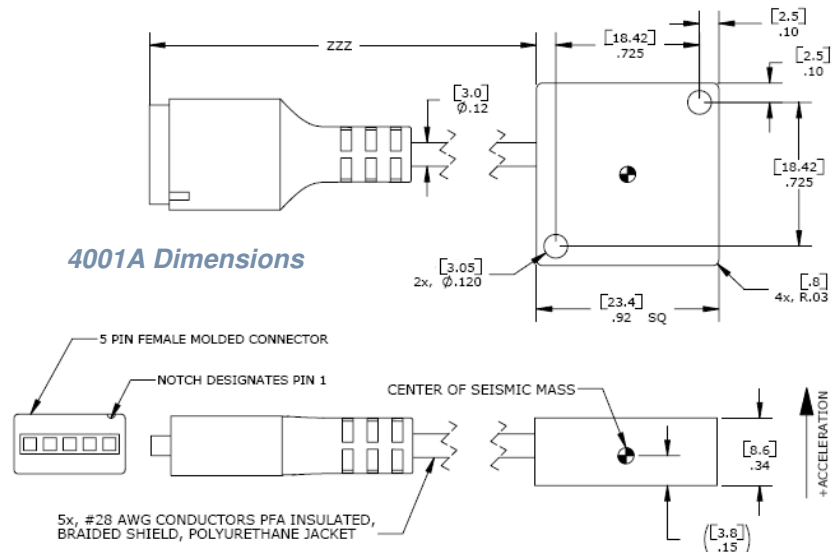 ZZZ
[18.42]
.725
[2.5]
.10
[2.5]
.10
[3.0]
Ø.12
[18.42]
.725
4001A Dimensions
[3.05]
2x, Ø.120
[.8]
4x, R.03
[23.4]
.92 SQ
5 PIN FEMALE MOLDED CONNECTOR
NOTCH DESIGNATES PIN 1
CENTER OF SEISMIC MASS
+ACCELERATION
[8.6]
.34
5x, #28 AWG CONDUCTORS PFA INSULATED,
BRAIDED SHIELD, POLYURETHANE JACKET
([3.8]
.15)